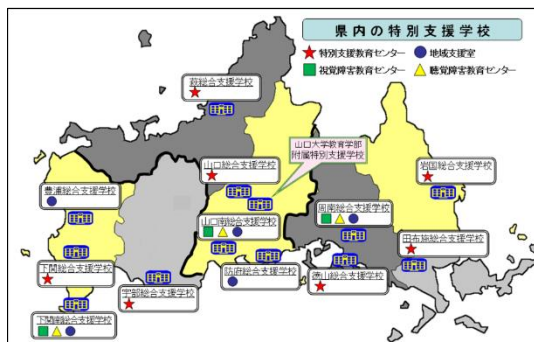 県内の特別支援学校
特別支援教育センター
地域支援室
視覚障害教育センター
聴覚障害教育センター
萩総合支援学校
山口大学教育学部
附属特別支援学校
山口総合支援学校
岩国総合支援学校
豊浦総合支援学校
山口南総合支援学校
周南総合支援学校
田布施総合支援学校
下関総合支援学校
宇部総合支援学校
防府総合支援学校
徳山総合支援学校
下関南総合支援学校